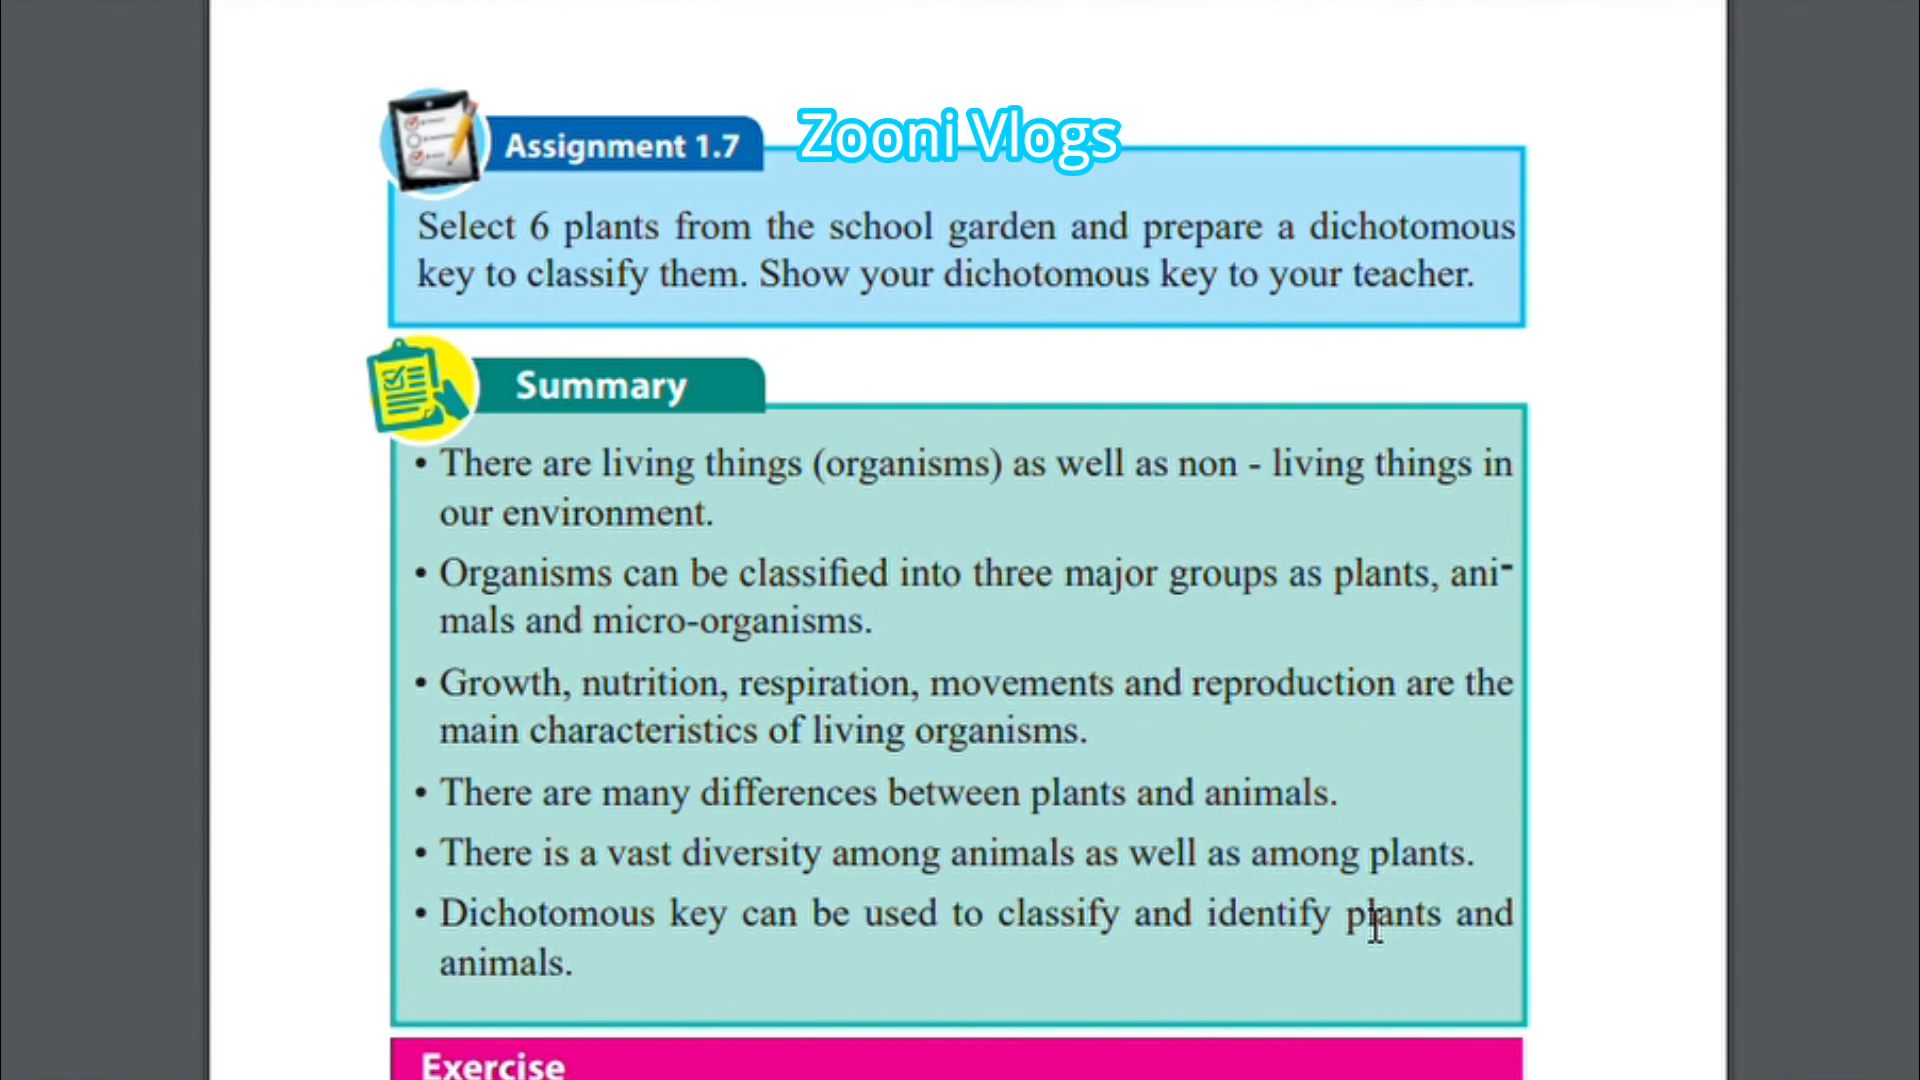 Assignment 1.7
Zooni Vlogs
Select 6 plants from the school garden and prepare a dichotomous
key to classify them. Show your dichotomous key to your teacher.
Summary
• There are living things (organisms) as well as non - living things in
our environment.
• Organisms can be classified into three major groups as plants, ani-
mals and micro-organisms.
• Growth, nutrition, respiration, movements and reproduction are the
main characteristics of living organisms.
• There are many differences between plants and animals.
• There is a vast diversity among animals as well as among plants.
• Dichotomous key can be used to classify and identify plants and
animals.
Exercise